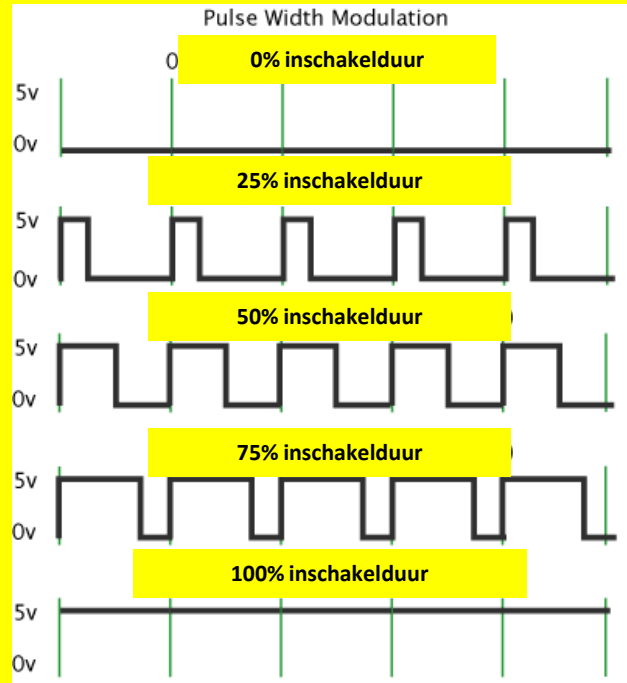 Pulse Width Modulation
0% inschakelduur
5v
0v
25% inschakelduur
5v
0v
50% inschakelduur
5v
0v
75% inschakelduur
5v
0v
100% inschakelduur
5v
0v